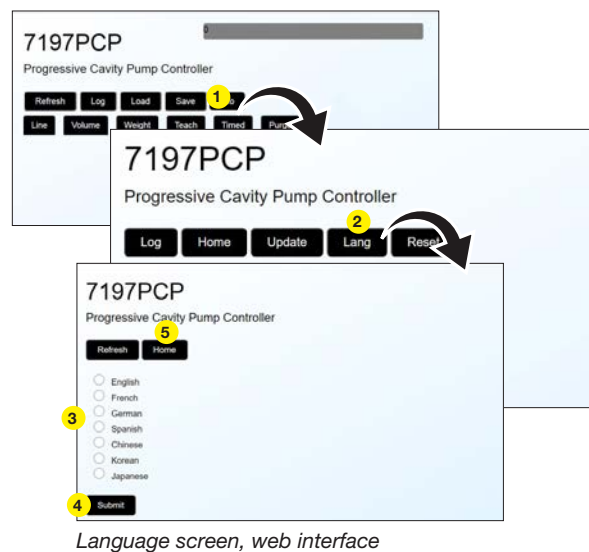 0
7197PCP
Progressive Cavity Pump Controller
Refresh Log Load Save 1
Line Volume Weight Teach Timed
7197PCP
Progressive Cavity Pump Controller
2
Log Home Update Lang Reset
7197PCP
Progressive Cavity Pump Controller
5
Refresh Home
English
French
3 German
Spanish
Chinese
Korean
Japanese
4 Submit
Language screen, web interface